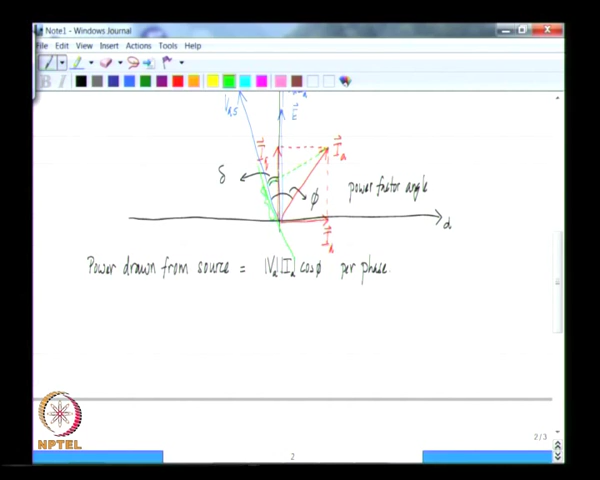 Note1 - Windows Journal
File Edit View Insert Actions Tools Help
B I
E
δ
I q
I a
φ
power factor angle
d
Power drawn from source = |Va||Ia| cosφ per phase.
2/3
2
NPTEL